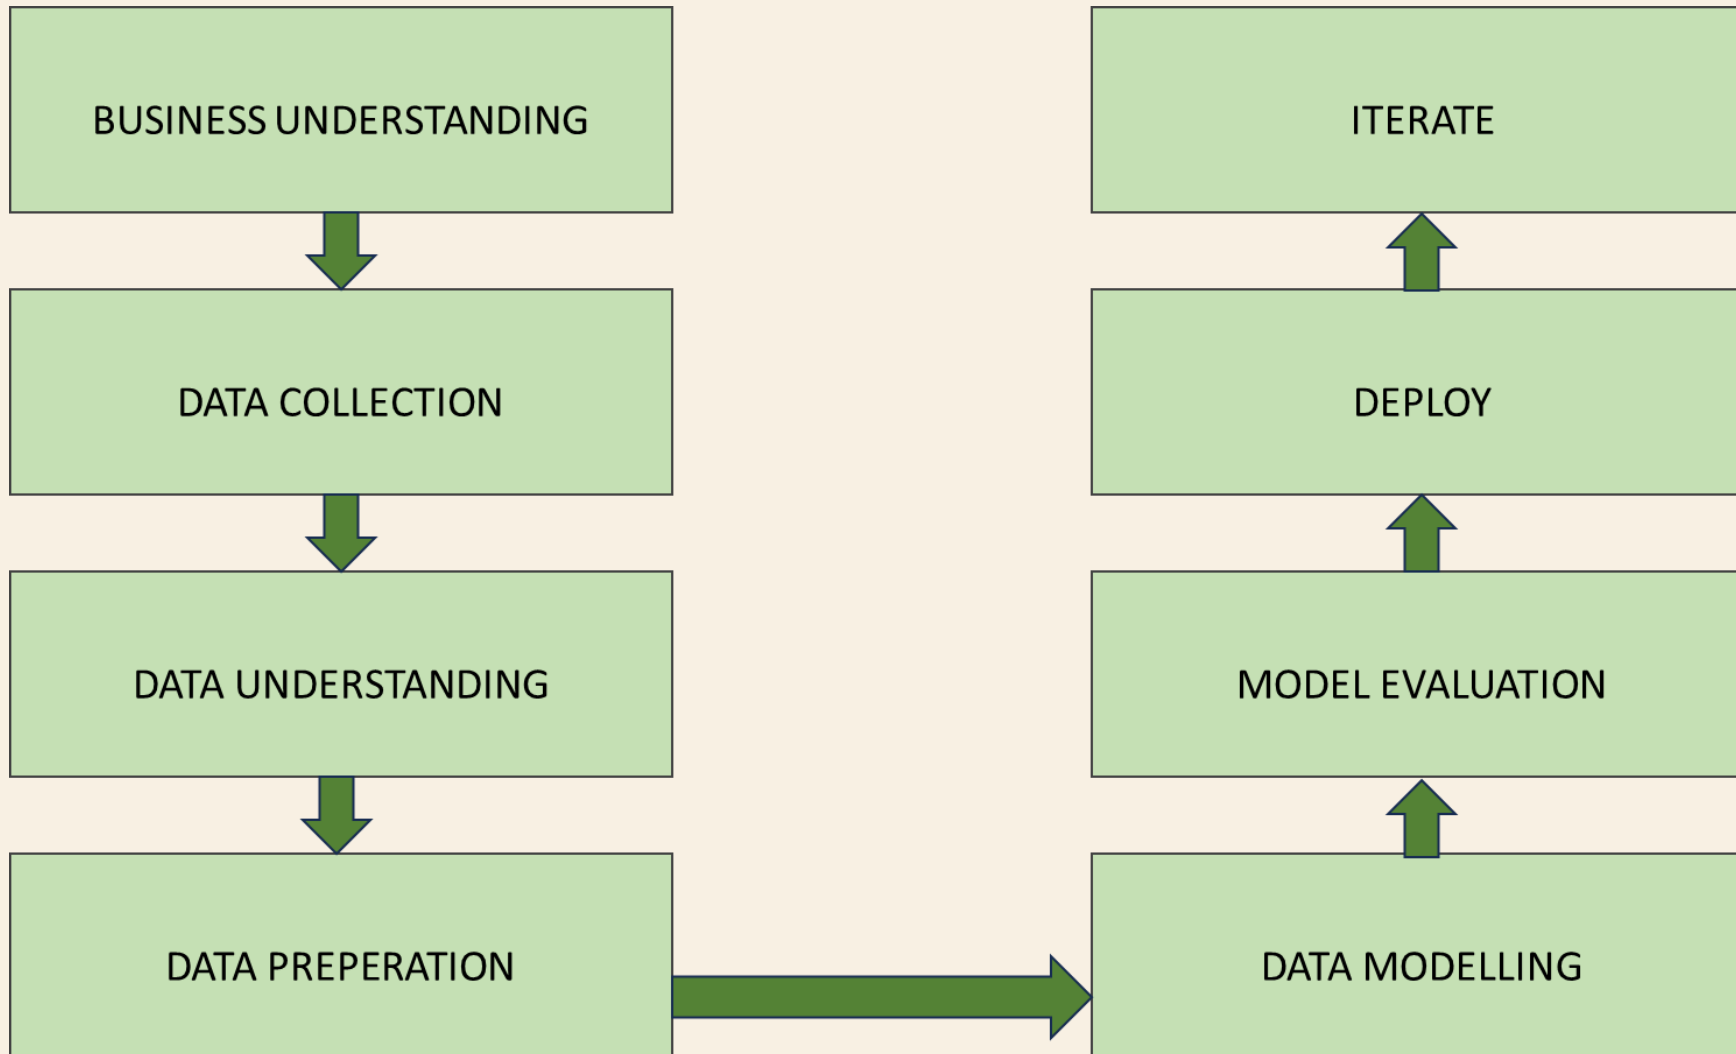 BUSINESS UNDERSTANDING
DATA COLLECTION
DATA UNDERSTANDING
DATA PREPERATION
DATA MODELLING
MODEL EVALUATION
DEPLOY
ITERATE